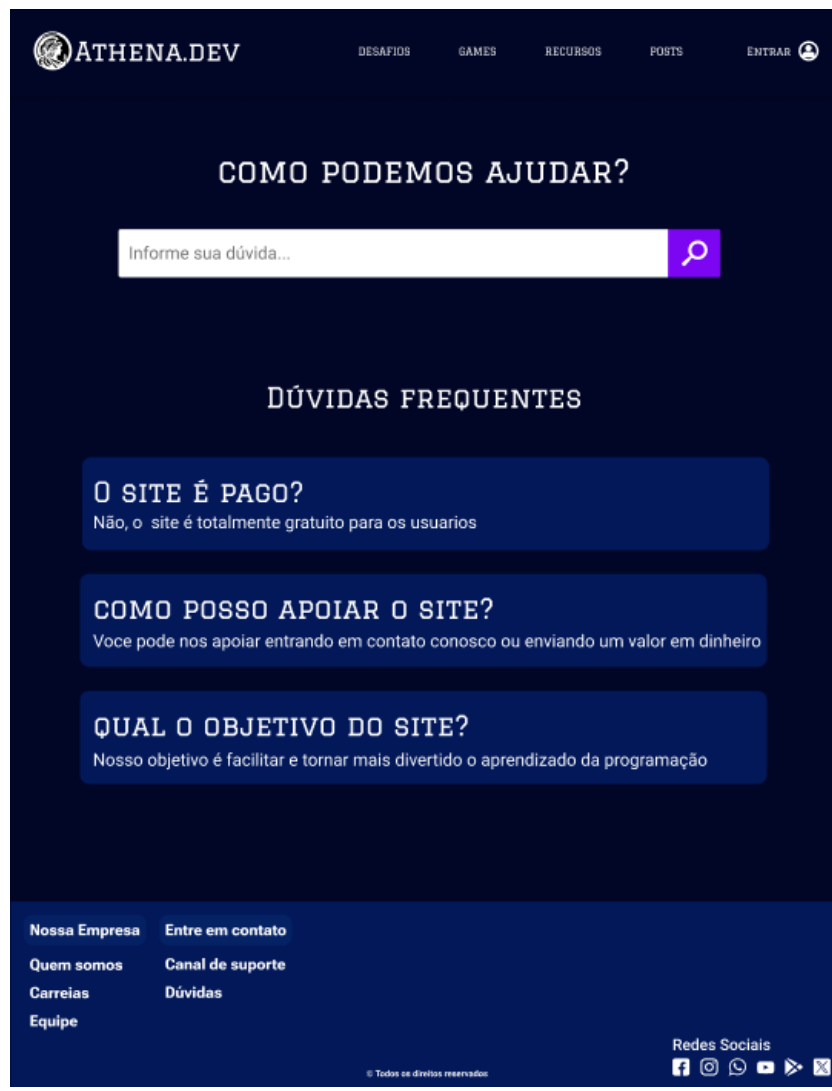 Athena.dev
DESAFIOS GAMES RECURSOS POSTS Entrar
COMO PODEMOS AJUDAR?
Informe sua dúvida...
Dúvidas frequentes
O site é pago?
Não, o site é totalmente gratuito para os usuarios
COMO POSSO APOIAR O SITE?
Voce pode nos apoiar entrando em contato conosco ou enviando um valor em dinheiro
QUAL O OBJETIVO DO SITE?
Nosso objetivo é facilitar e tornar mais divertido o aprendizado da programação
Nossa Empresa Entre em contato
Quem somos Canal de suporte
Carreias Dúvidas
Equipe
Redes Sociais
© Todos os direitos reservados